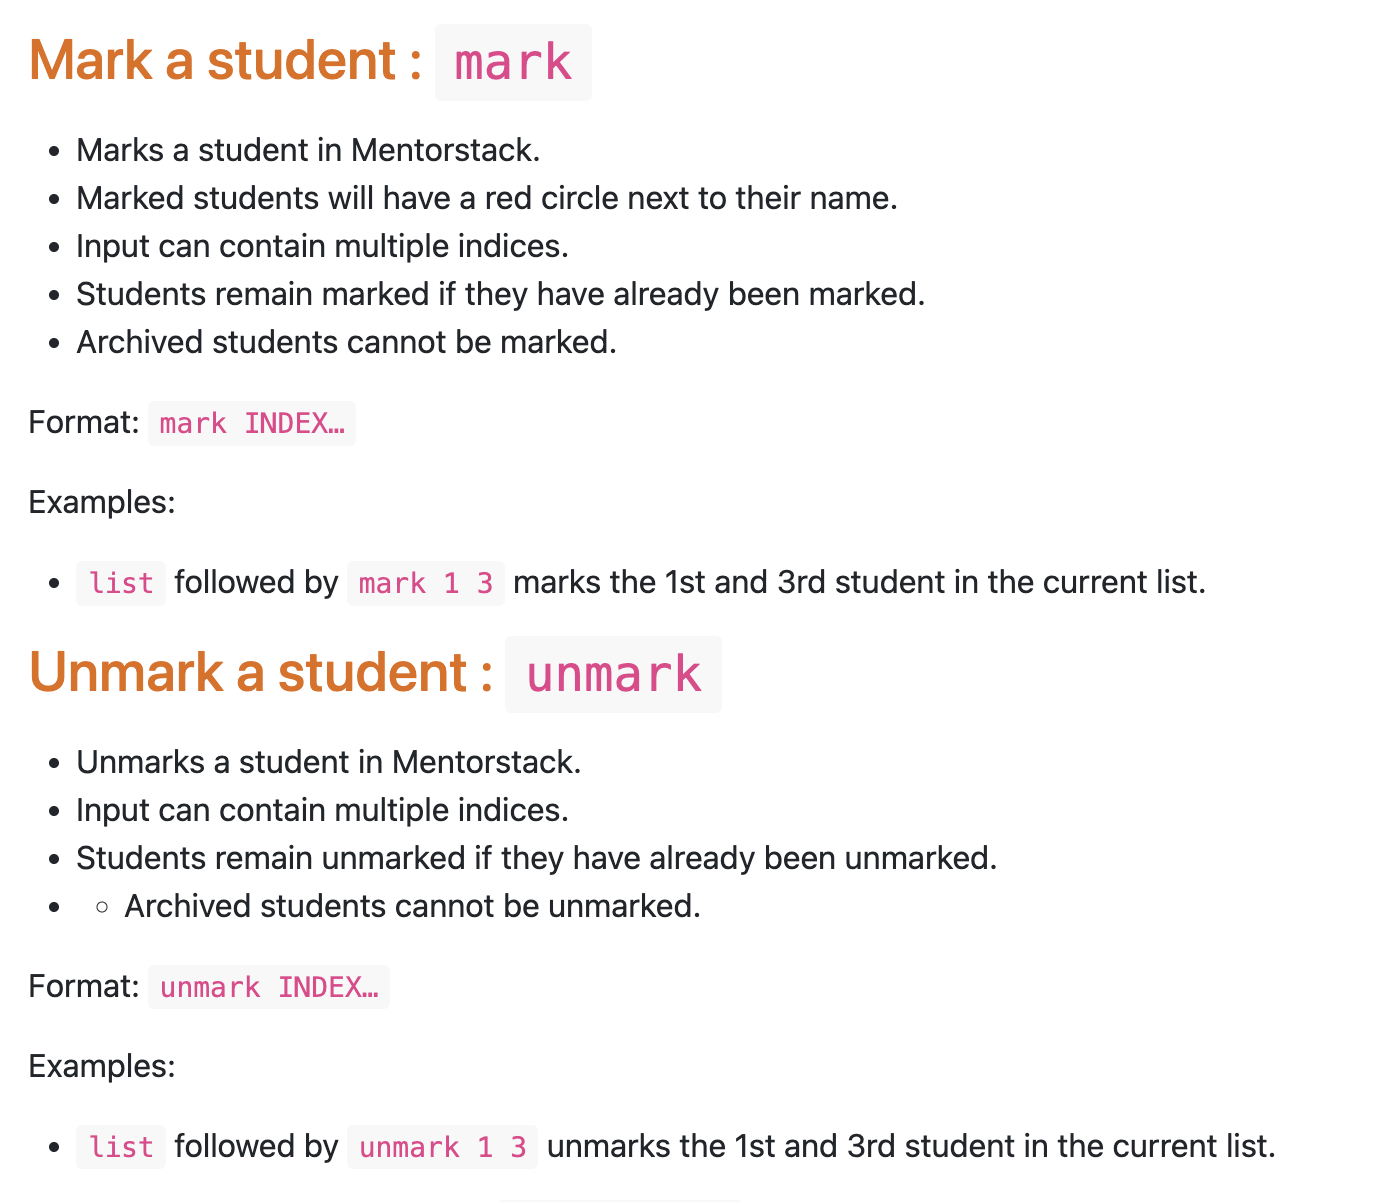 Mark a student : mark
• Marks a student in Mentorstack.
• Marked students will have a red circle next to their name.
• Input can contain multiple indices.
• Students remain marked if they have already been marked.
• Archived students cannot be marked.
Format: mark INDEX…
Examples:
• list followed by mark 1 3 marks the 1st and 3rd student in the current list.
Unmark a student : unmark
• Unmarks a student in Mentorstack.
• Input can contain multiple indices.
• Students remain unmarked if they have already been unmarked.
• ◦ Archived students cannot be unmarked.
Format: unmark INDEX…
Examples:
• list followed by unmark 1 3 unmarks the 1st and 3rd student in the current list.